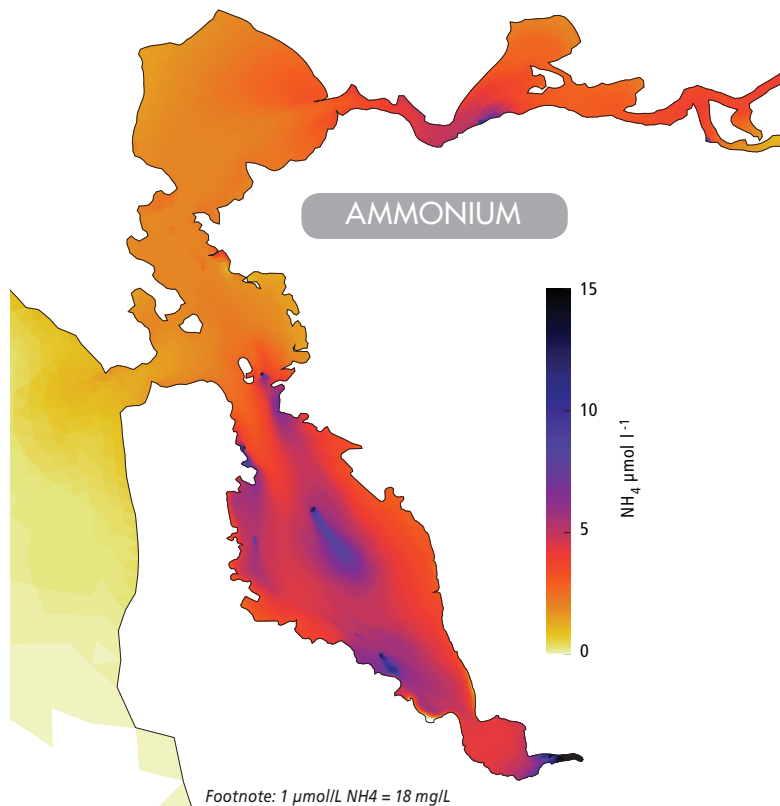 AMMONIUM
15
10
5
0
NH₄ µmol l⁻¹
Footnote: 1 µmol/L NH4 = 18 mg/L